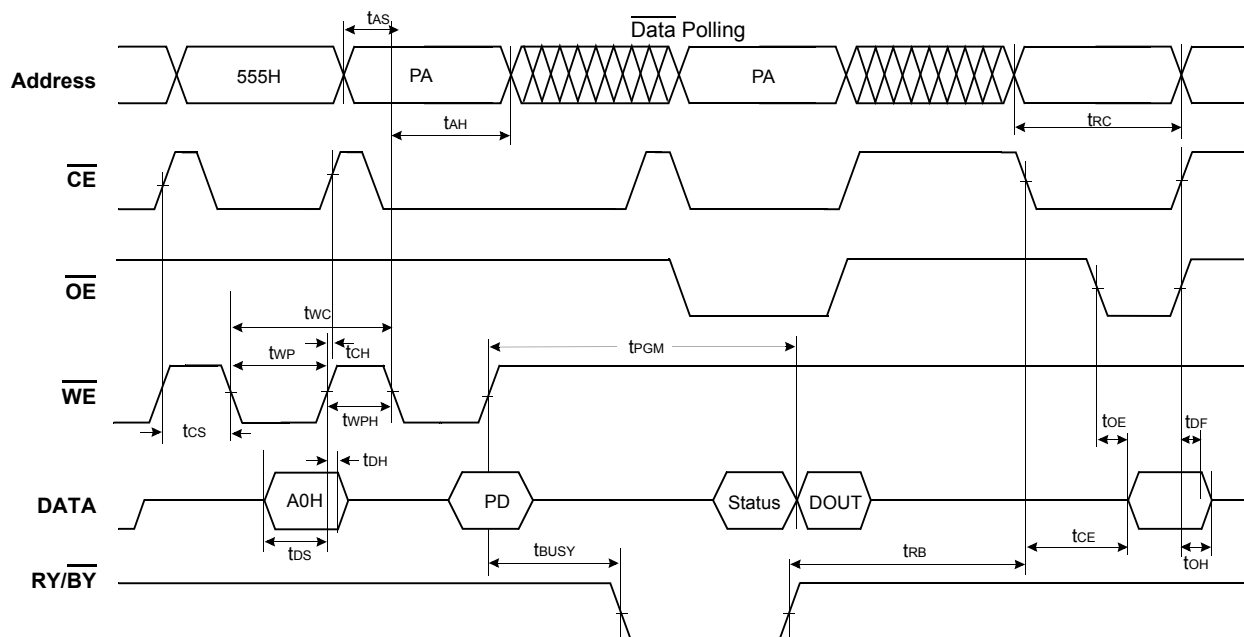 tAS
Data Polling
Address
555H
PA
PA
tAH
tRC
CE
OE
tWC
tWP
tCH
tPGM
WE
tCS
tWPH
tOE
tDF
tDH
DATA
A0H
PD
Status
DOUT
tDS
tBUSY
tRB
tCE
tOH
RY/BY